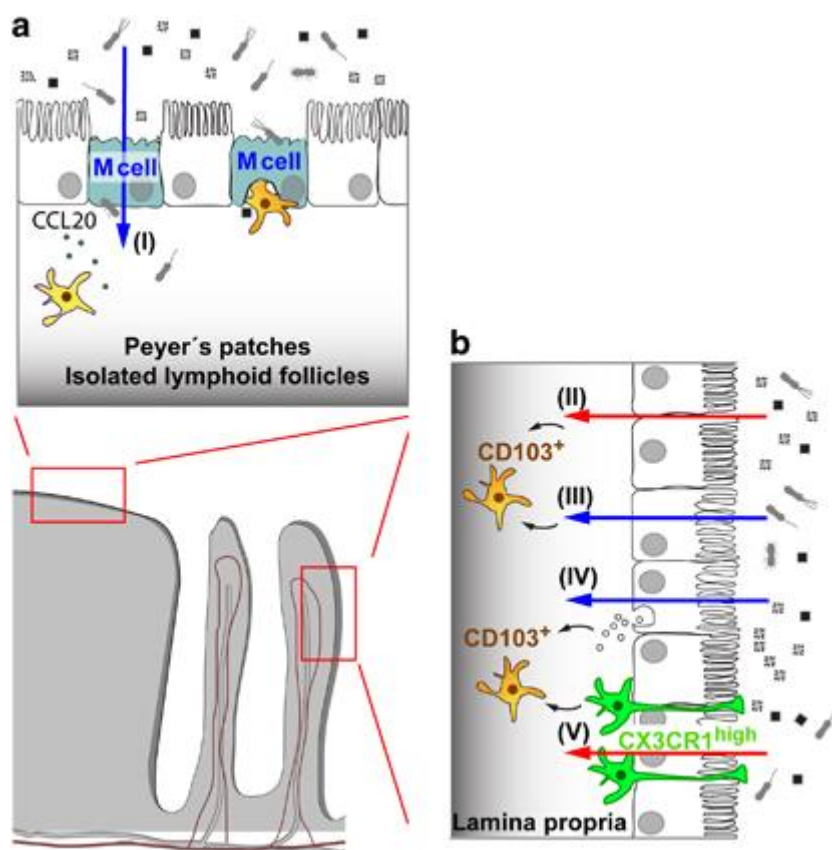 a
M cell
M cell
CCL20
(I)
Peyer´s patches
Isolated lymphoid follicles
b
(II)
CD103+
(III)
(IV)
CD103+
(V)
CX3CR1high
Lamina propria